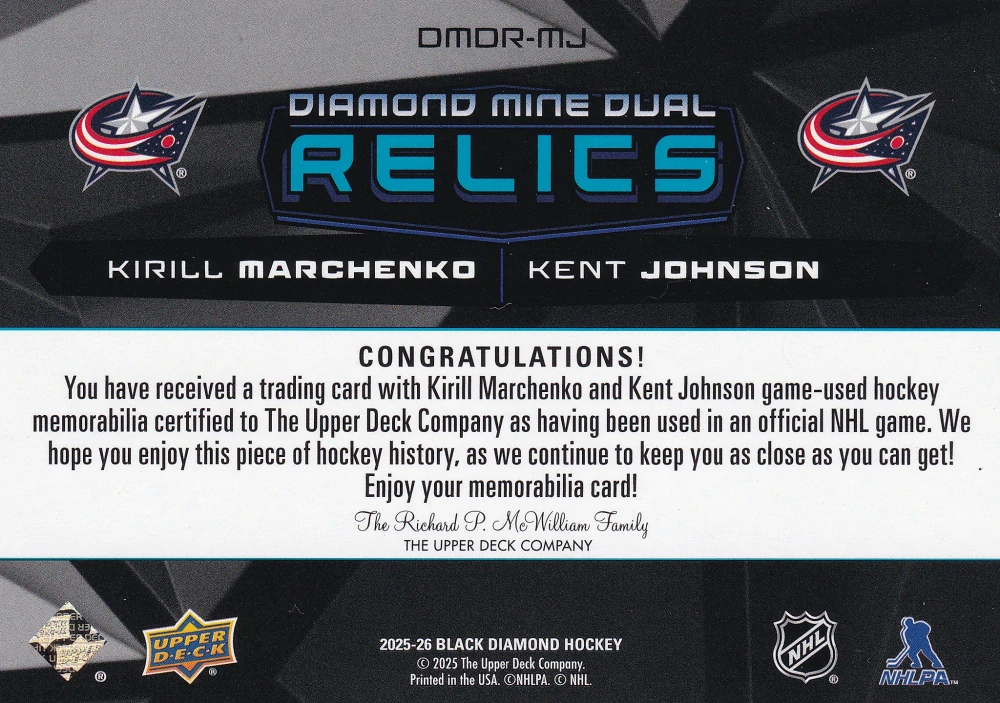 DMDR-MJ
DIAMOND MINE DUAL
RELICS
®
®
KIRILL MARCHENKO KENT JOHNSON
CONGRATULATIONS!
You have received a trading card with Kirill Marchenko and Kent Johnson game-used hockey
memorabilia certified to The Upper Deck Company as having been used in an official NHL game. We
hope you enjoy this piece of hockey history, as we continue to keep you as close as you can get!
Enjoy your memorabilia card!
The Richard P. McWilliam Family
THE UPPER DECK COMPANY
®
UPPER
D·E·C·K
®
2025-26 BLACK DIAMOND HOCKEY
© 2025 The Upper Deck Company.
Printed in the USA. ©NHLPA. © NHL.
NHL
®
NHLPA™